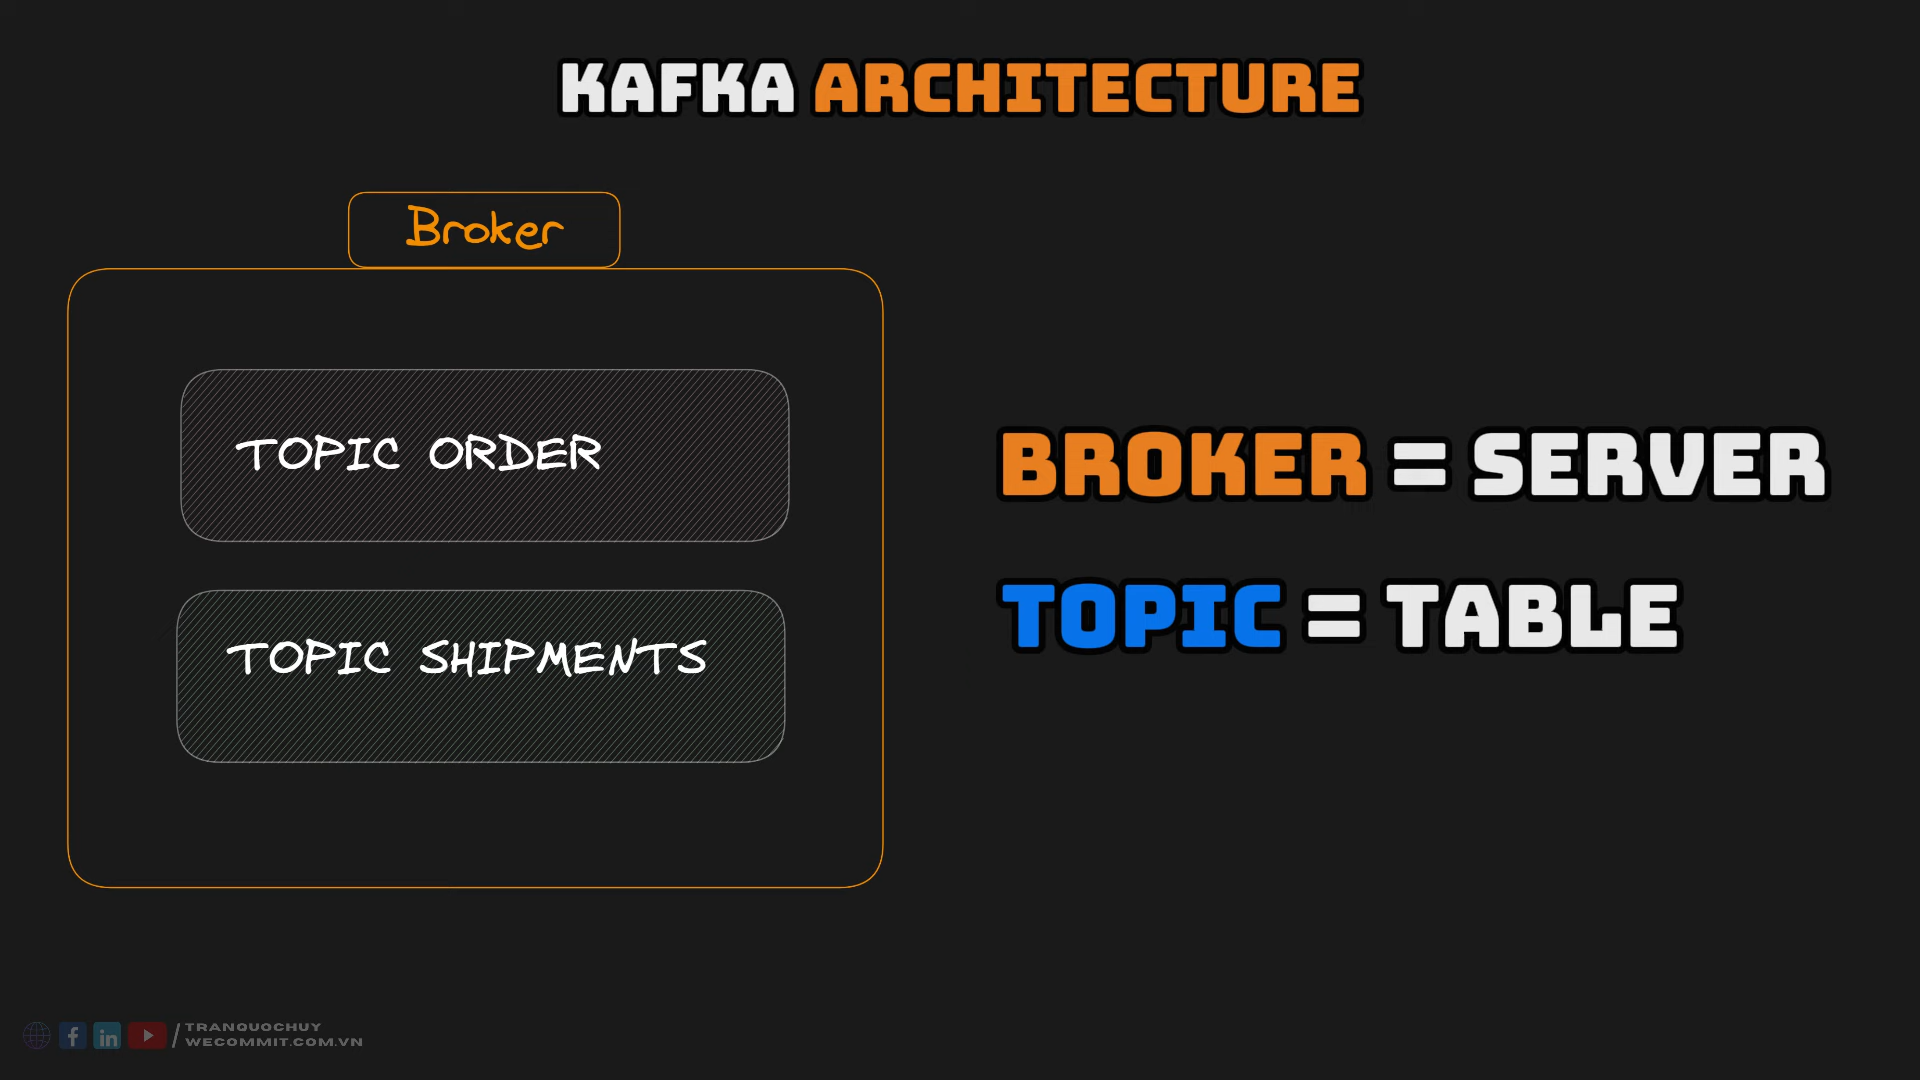 KAFKA ARCHITECTURE
Broker
TOPIC ORDER
TOPIC SHIPMENTS
BROKER = SERVER
TOPIC = TABLE
TRANQUOCHUY
WECOMMIT.COM.VN